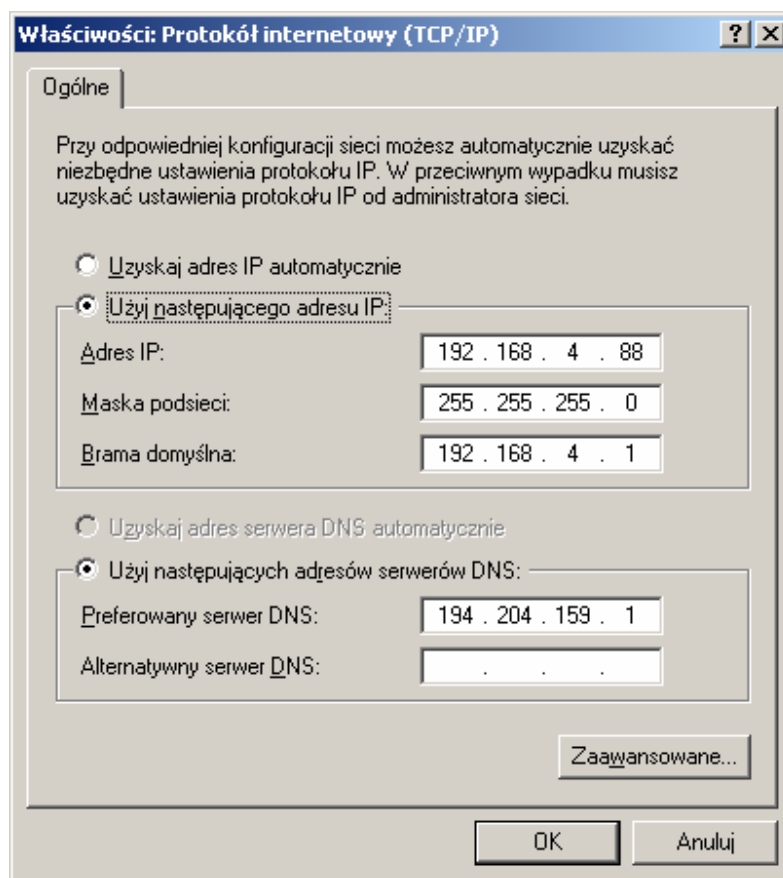 Właściwości: Protokół internetowy (TCP/IP)
Ogólne
Przy odpowiedniej konfiguracji sieci możesz automatycznie uzyskać
niezbędne ustawienia protokołu IP. W przeciwnym wypadku musisz
uzyskać ustawienia protokołu IP od administratora sieci.
Uzyskaj adres IP automatycznie
Użyj następującego adresu IP:
Adres IP: 192 . 168 . 4 . 88
Maska podsieci: 255 . 255 . 255 . 0
Brama domyślna: 192 . 168 . 4 . 1
Uzyskaj adres serwera DNS automatycznie
Użyj następujących adresów serwerów DNS:
Preferowany serwer DNS: 194 . 204 . 159 . 1
Alternatywny serwer DNS: . . .
Zaawansowane...
OK Anuluj